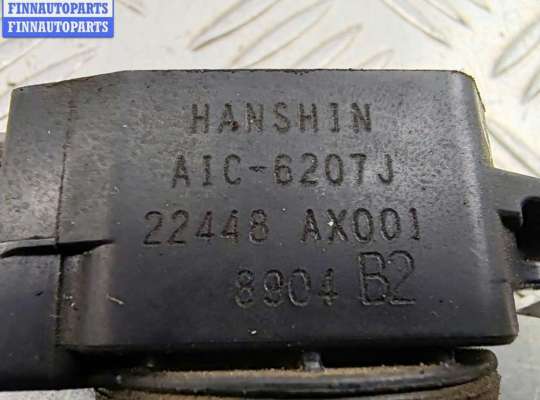 FINNAUTOPARTS
FINNAUTOPARTS
HANSHIN
AIC-6207J
22448 AX001
8904 B2